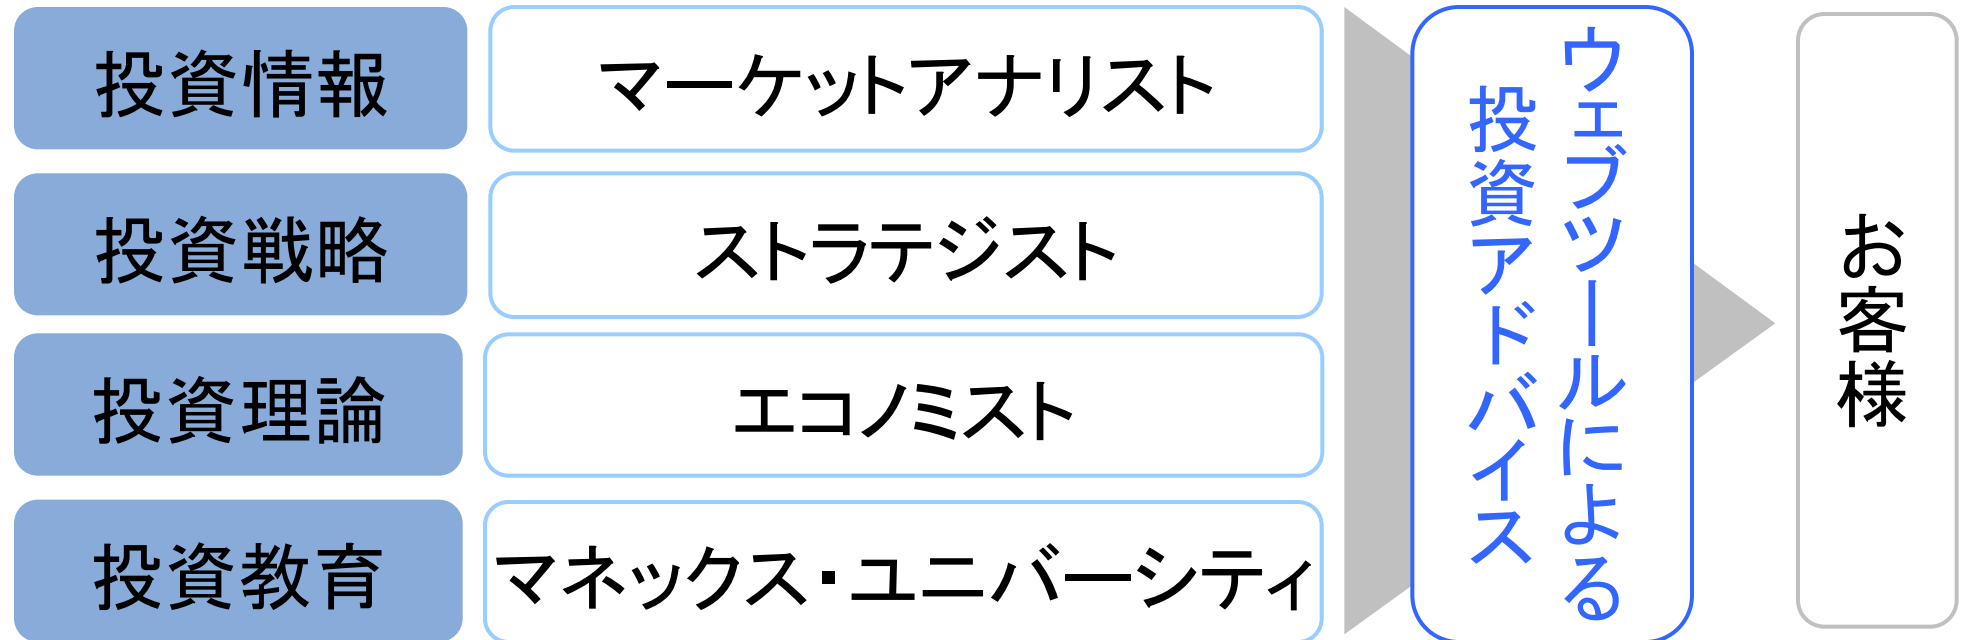 投資情報
マーケットアナリスト
投資戦略
ストラテジスト
投資理論
エコノミスト
投資教育
マネックス・ユニバーシティ
ウェブツールによる
投資アドバイス
お客様